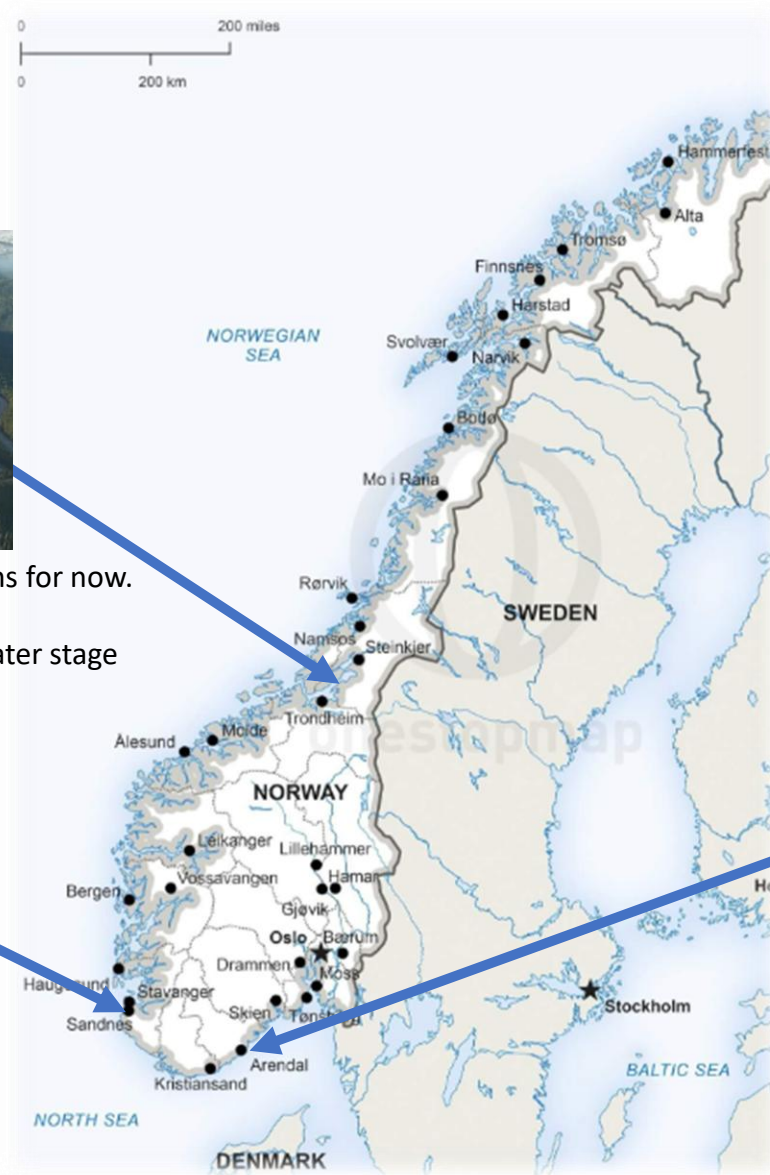 0 200 miles
0 200 km
Hammerfest
Alta
Tromsø
Finnsnes
Harstad
NORWEGIAN
SEA
Svolvær
Narvik
Bodø
Mo i Rana
ns for now.
Rørvik
SWEDEN
Namsos
Steinkjer
ater stage
Trondheim
Molde
Ålesund
onestopmap
NORWAY
Leikanger
Lillehammer
Vossavangen
Hamar
Bergen
Gjøvik
Oslo
Bærum
Drammen
Moss
Haugesund
Stavanger
Skien
Sandnes
Stockholm
Arendal
Kristiansand
BALTIC SEA
NORTH SEA
DENMARK